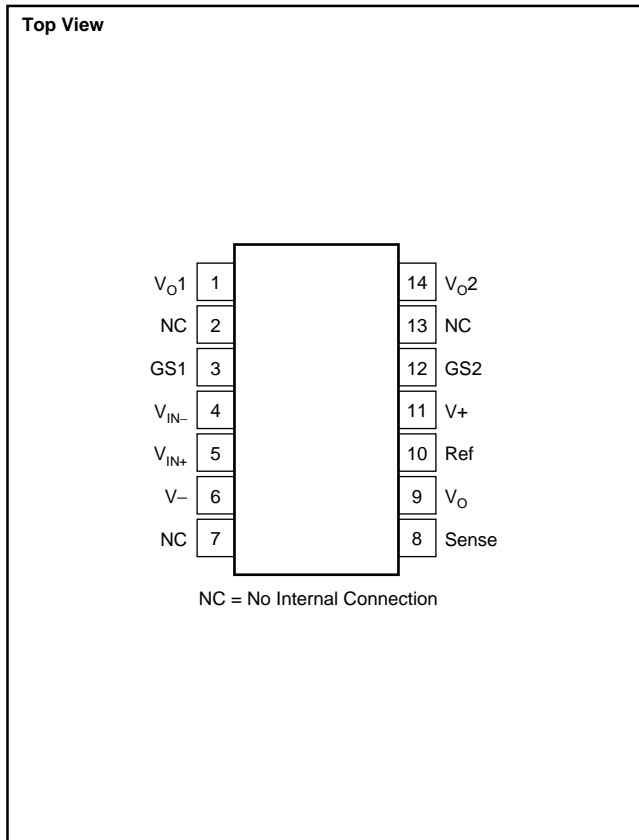 Top View
V_O1 1 14 V_O2
NC 2 13 NC
GS1 3 12 GS2
V_IN– 4 11 V+
V_IN+ 5 10 Ref
V– 6 9 V_O
NC 7 8 Sense
NC = No Internal Connection